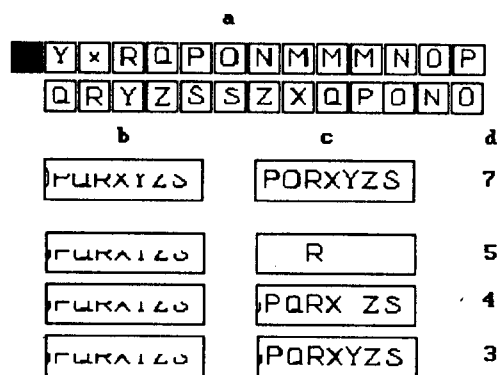 a
Y × R Q P O N M M M N O P
Q R Y Z S S Z X Q P O N O
b c d
PORXYZS 7
R 5
PQRX ZS 4
PQRXYZS 3